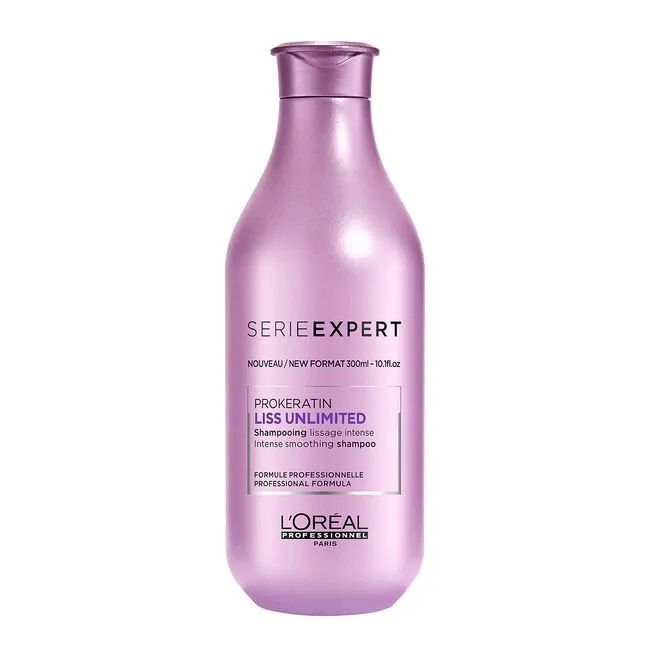 SERIEEXPERT
NOUVEAU/NEW FORMAT 300ml-10.1fl.oz
PROKERATIN
LISS UNLIMITED
Shampooing lissage intense
Intense smoothing shampoo
FORMULE PROFESSIONNELLE
PROFESSIONAL FORMULA
L'ORÉAL
PROFESSIONNEL
PARIS